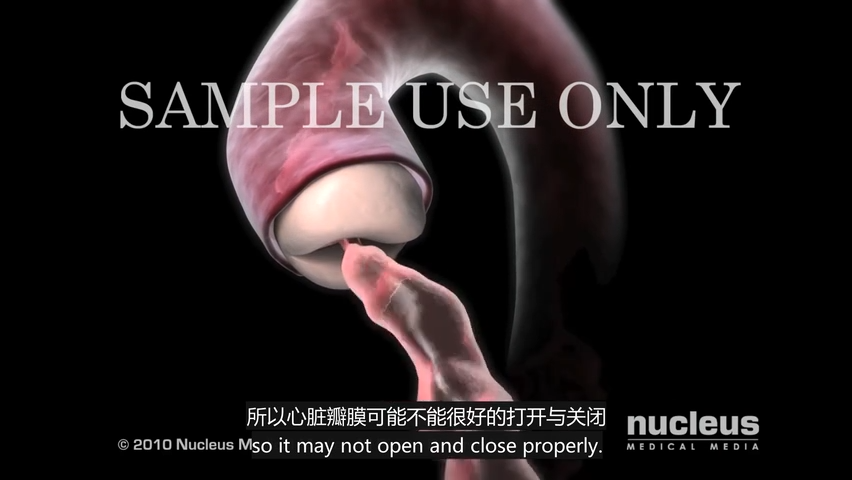 SAMPLE USE ONLY
所以心脏瓣膜可能不能很好的打开与关闭
so it may not open and close properly.
© 2010 Nucleus M
nucleus
MEDICAL MEDIA